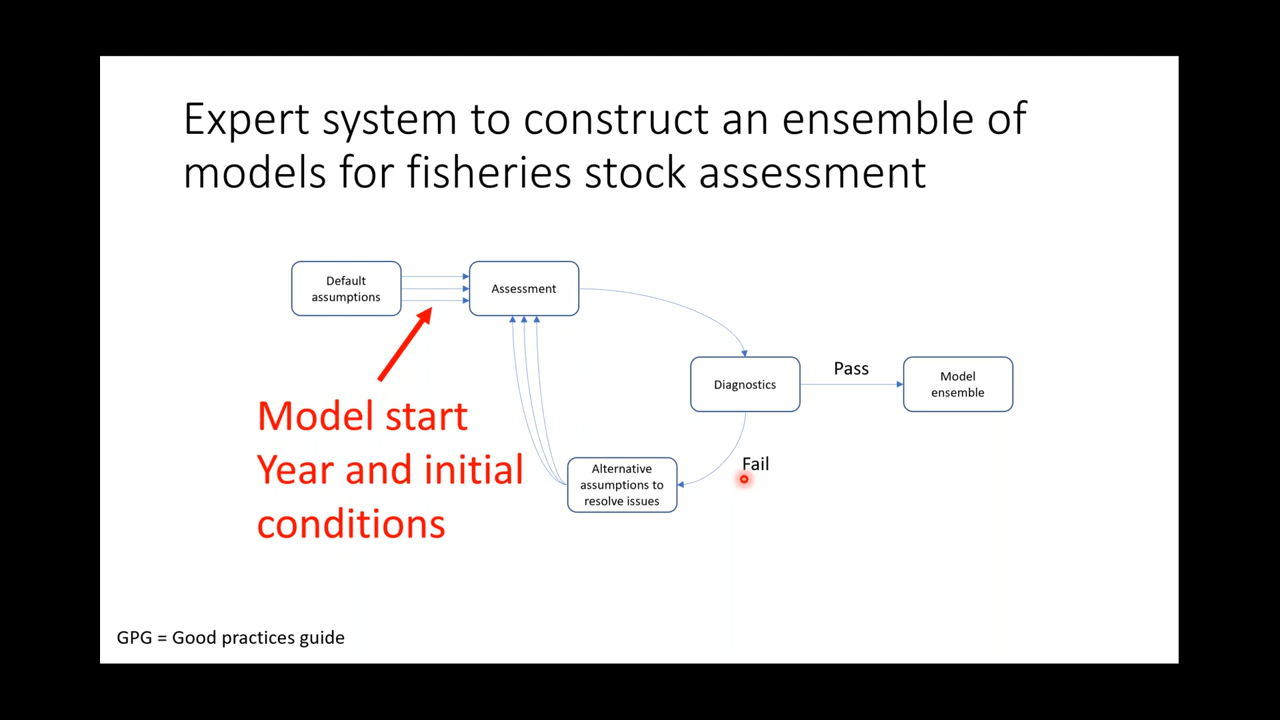 Expert system to construct an ensemble of
models for fisheries stock assessment
Default
assumptions
Assessment
Diagnostics
Pass
Model
ensemble
Fail
Alternative
assumptions to
resolve issues
Model start
Year and initial
conditions
GPG = Good practices guide